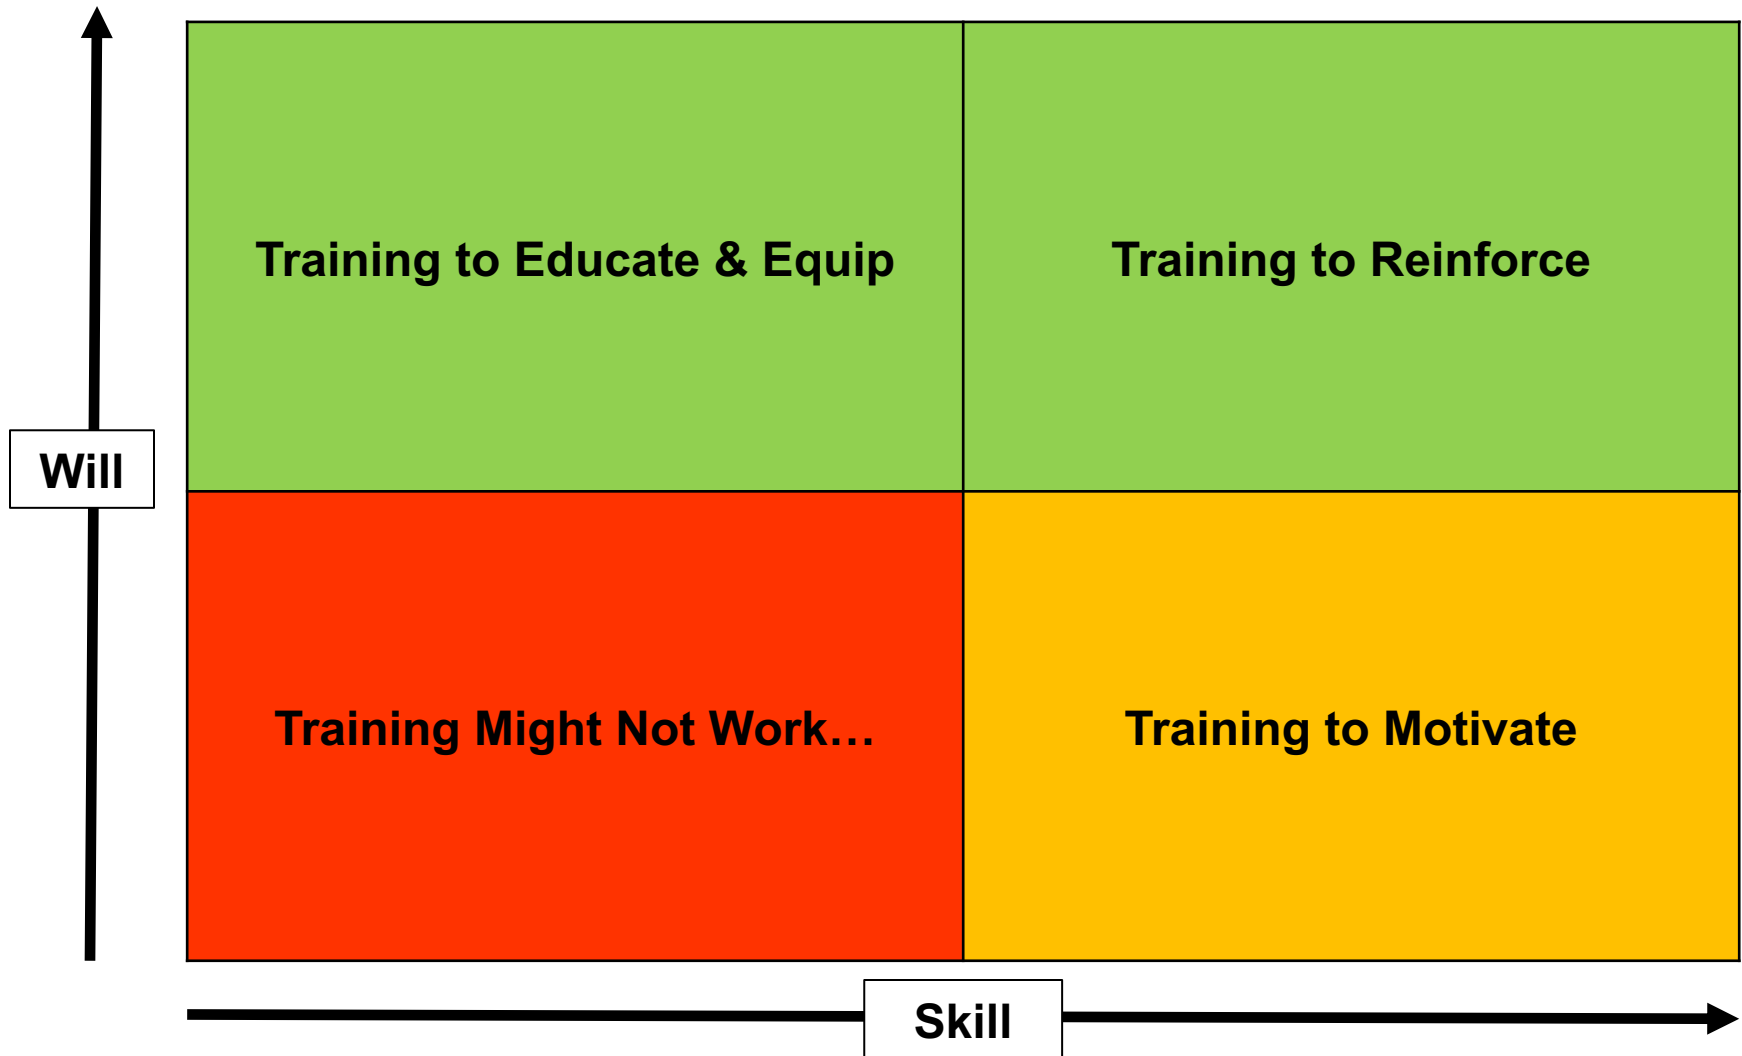 Training to Educate & Equip
Training to Reinforce
Will
Training Might Not Work…
Training to Motivate
Skill